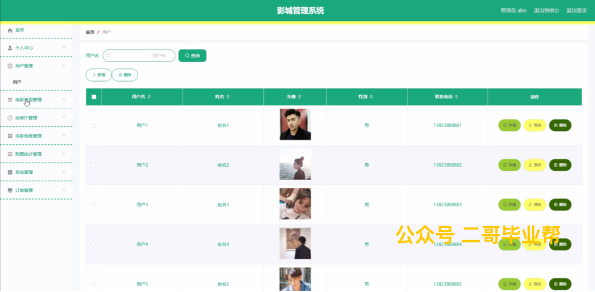 影城管理系统
管理员 abo 退出到前台 退出登录
首页
首页 / 用户
个人中心
用户名 用户名 查询
用户管理
新增 删除
用户
用户名 姓名 头像 性别 联系电话 操作
电影类型管理
用户1 姓名1 男 13823888881 详情 修改 删除
放映厅管理
电影信息管理
用户2 姓名2 男 13823888882 详情 修改 删除
购票统计管理
系统管理
订单管理
用户3 姓名3 男 13823888883 详情 修改 删除
公众号 二哥毕业帮
用户4 姓名4 男 13823888884 删除
用户5 姓名5 男 13823888885 详情 修改 删除